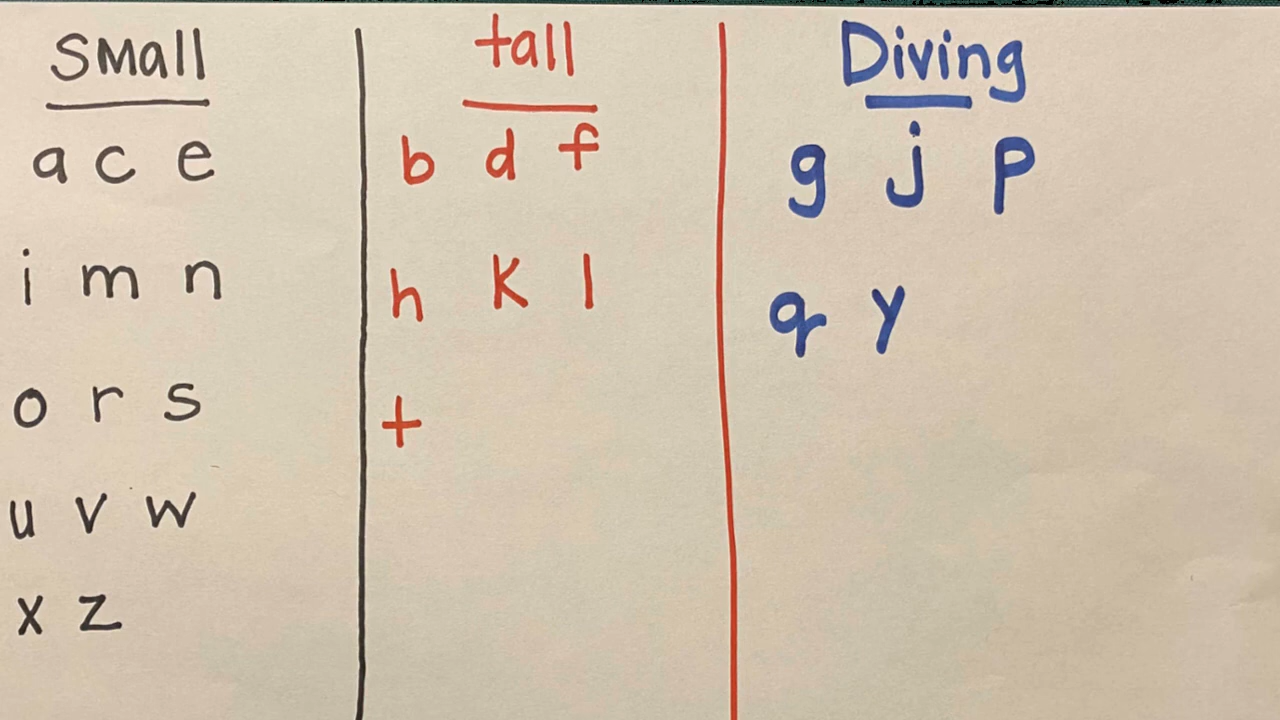 Small
a c e
i m n
o r s
u v w
x z
tall
b d f
h k l
t
Diving
g j p
q y